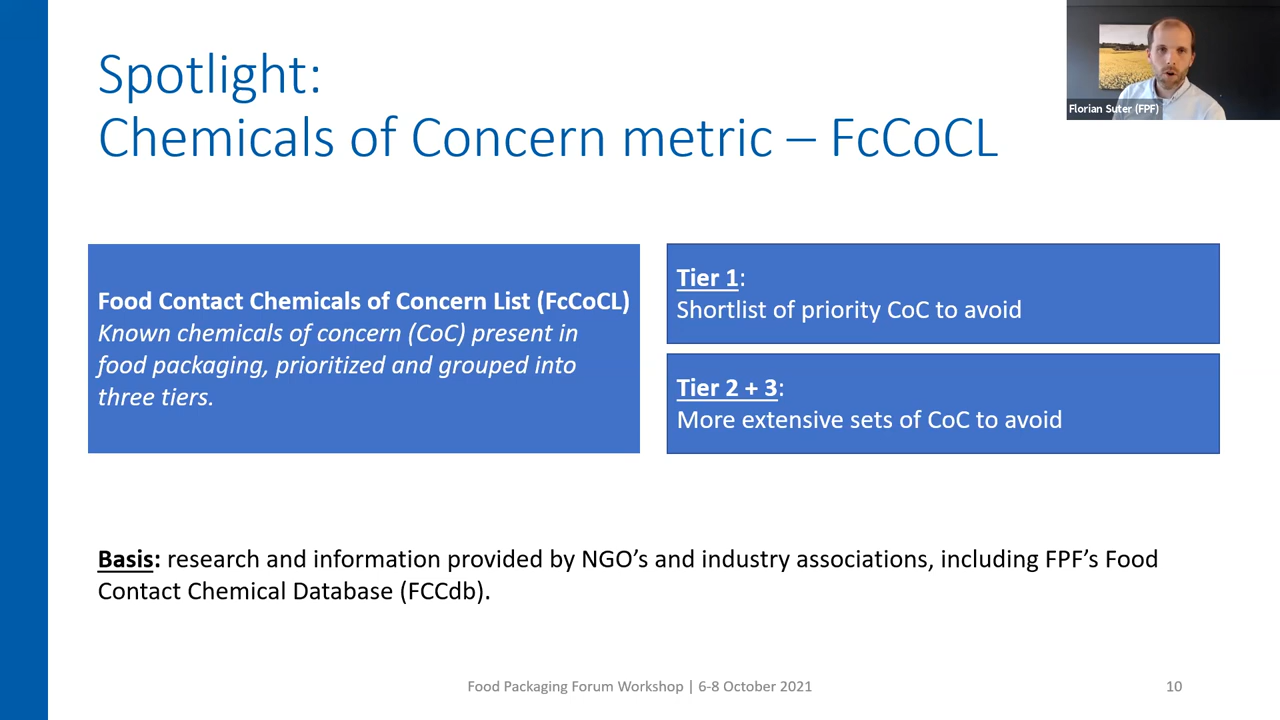 Spotlight:
Chemicals of Concern metric – FcCoCL
Florian Suter (FPF)
Food Contact Chemicals of Concern List (FcCoCL)
Known chemicals of concern (CoC) present in
food packaging, prioritized and grouped into
three tiers.
Tier 1:
Shortlist of priority CoC to avoid
Tier 2 + 3:
More extensive sets of CoC to avoid
Basis: research and information provided by NGO’s and industry associations, including FPF’s Food
Contact Chemical Database (FCCdb).
Food Packaging Forum Workshop | 6-8 October 2021
10